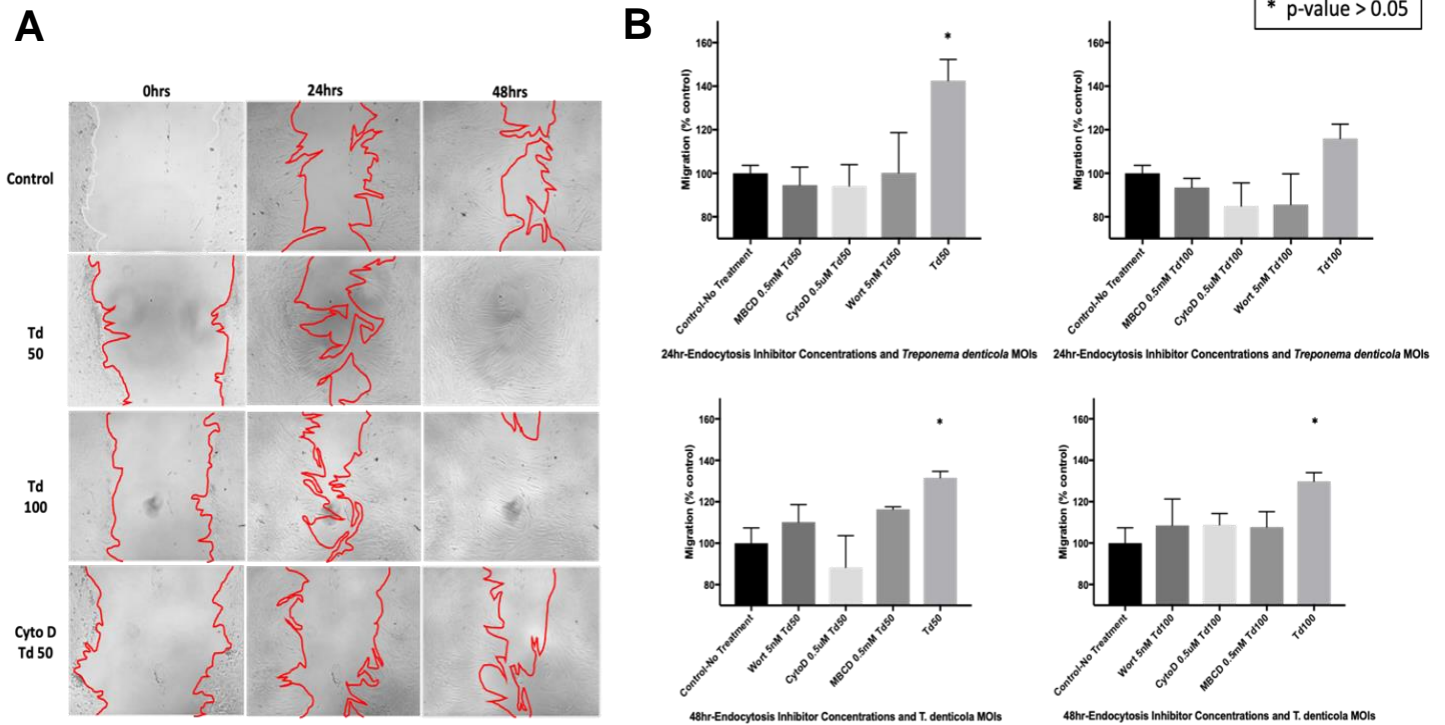 A
0hrs
24hrs
48hrs
Control
Td
50
Td
100
Cyto D
Td 50
B
* p-value > 0.05
160
140
120
100
80
Migration (% control)
*
Control-No Treatment
MBCD 0.5mM Td50
CytoD 0.5uM Td50
Wort 5nM Td50
Td50
24hr-Endocytosis Inhibitor Concentrations and Treponema denticola MOIs
160
140
120
100
80
Migration (% control)
Control-No Treatment
MBCD 0.5mM Td100
CytoD 0.5uM Td100
Wort 5nM Td100
Td100
24hr-Endocytosis Inhibitor Concentrations and Treponema denticola MOIs
160
140
120
100
80
Migration (% control)
*
Control-No Treatment
Wort 5nM Td50
CytoD 0.5uM Td50
MBCD 0.5mM Td50
Td50
48hr-Endocytosis Inhibitor Concentrations and T. denticola MOIs
160
140
120
100
80
Migration (% control)
*
Control-No Treatment
Wort 5nM Td100
CytoD 0.5uM Td100
MBCD 0.5mM Td100
Td100
48hr-Endocytosis Inhibitor Concentrations and T. denticola MOIs